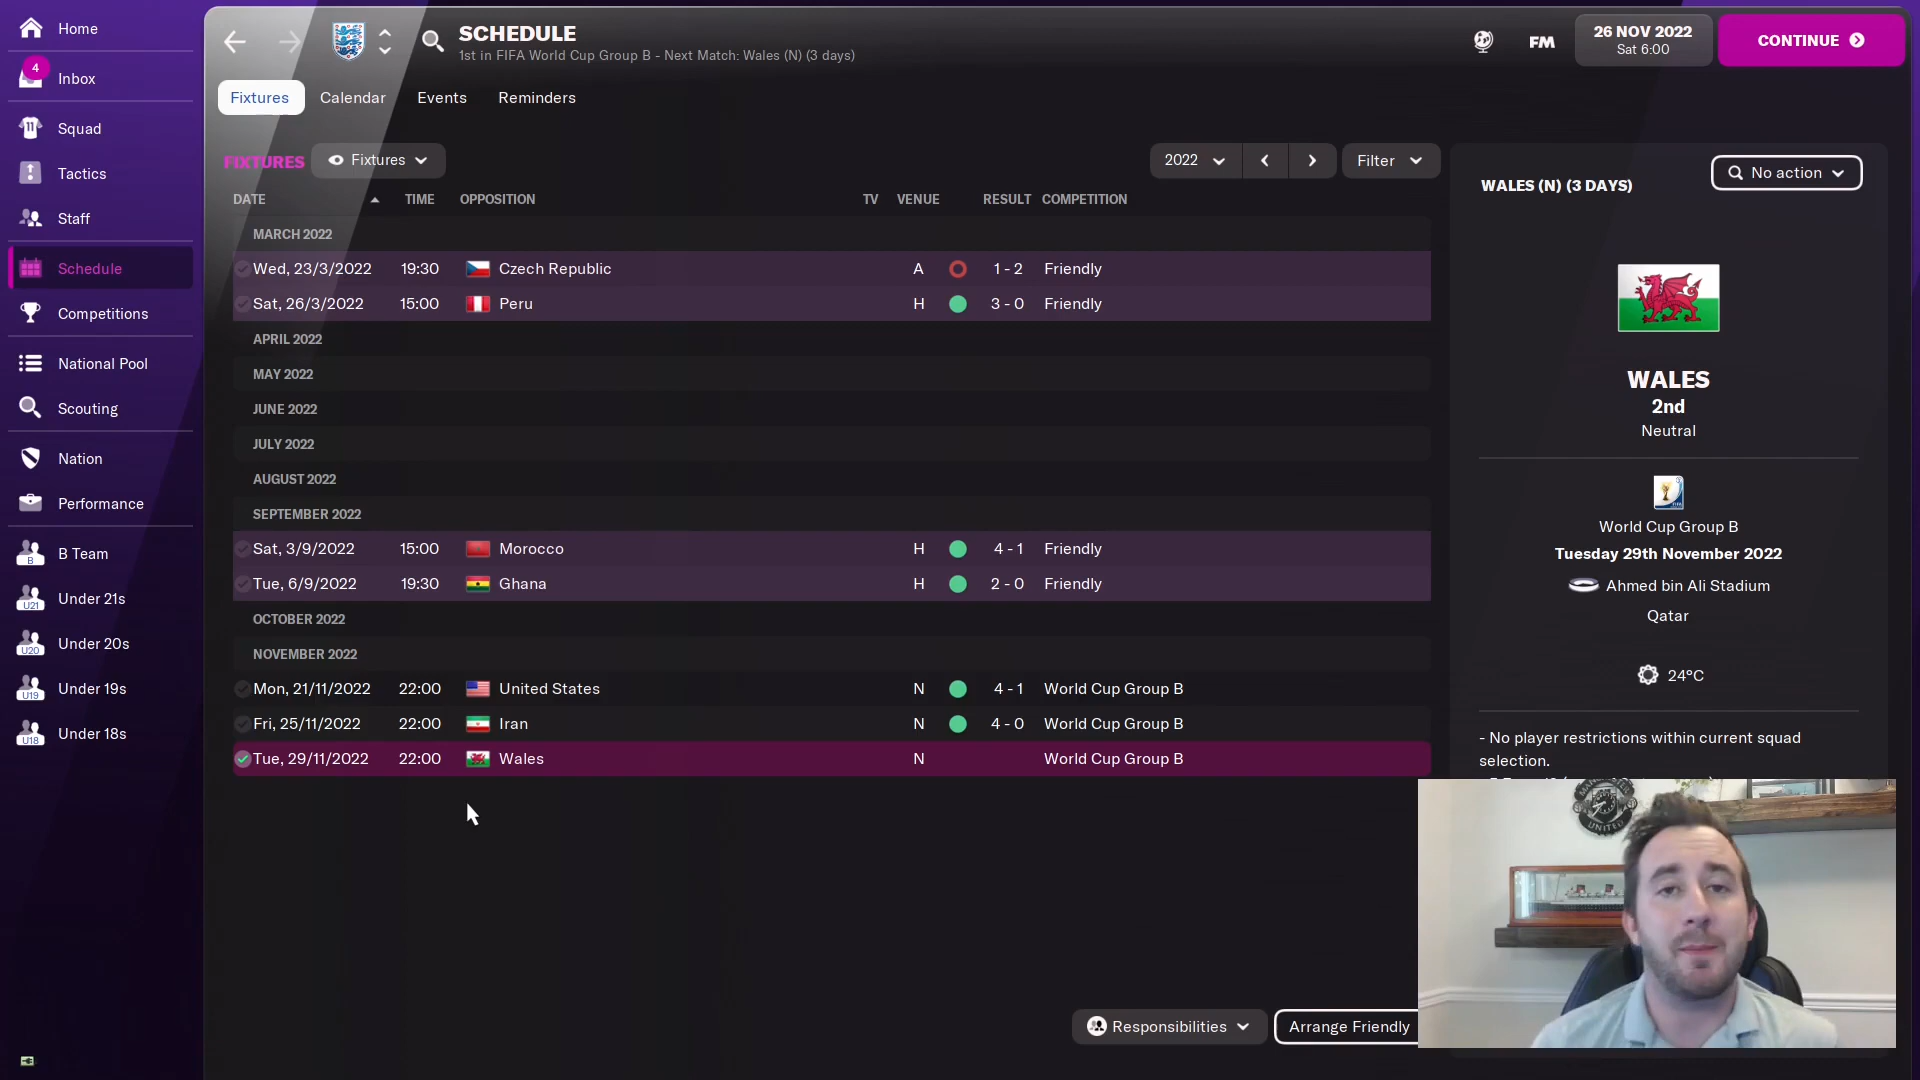 Home
4
Inbox
11
Squad
Tactics
Staff
Schedule
Competitions
National Pool
Scouting
Nation
Performance
B
B Team
U21
Under 21s
U20
Under 20s
U19
Under 19s
U18
Under 18s
SCHEDULE
1st in FIFA World Cup Group B - Next Match: Wales (N) (3 days)
FM
26 NOV 2022
Sat 6:00
CONTINUE
Fixtures
Calendar
Events
Reminders
FIXTURES
Fixtures
2022
Filter
DATE TIME OPPOSITION TV VENUE RESULT COMPETITION
MARCH 2022
Wed, 23/3/2022 19:30 Czech Republic A 1 - 2 Friendly
Sat, 26/3/2022 15:00 Peru H 3 - 0 Friendly
APRIL 2022
MAY 2022
JUNE 2022
JULY 2022
AUGUST 2022
SEPTEMBER 2022
Sat, 3/9/2022 15:00 Morocco H 4 - 1 Friendly
Tue, 6/9/2022 19:30 Ghana H 2 - 0 Friendly
OCTOBER 2022
NOVEMBER 2022
Mon, 21/11/2022 22:00 United States N 4 - 1 World Cup Group B
Fri, 25/11/2022 22:00 Iran N 4 - 0 World Cup Group B
Tue, 29/11/2022 22:00 Wales N World Cup Group B
WALES (N) (3 DAYS)
No action
WALES
2nd
Neutral
World Cup Group B
Tuesday 29th November 2022
Ahmed bin Ali Stadium
Qatar
24°C
- No player restrictions within current squad
selection.
UNITED
Responsibilities
Arrange Friendly